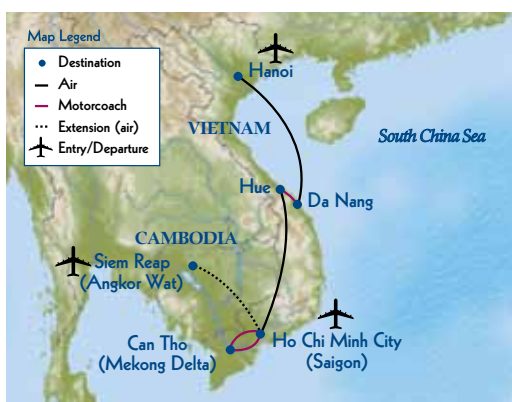 Map Legend
Destination
Air
Motorcoach
Extension (air)
Entry/Departure
Hanoi
VIETNAM
South China Sea
Hue
Da Nang
CAMBODIA
Siem Reap
(Angkor Wat)
Can Tho
(Mekong Delta)
Ho Chi Minh City
(Saigon)